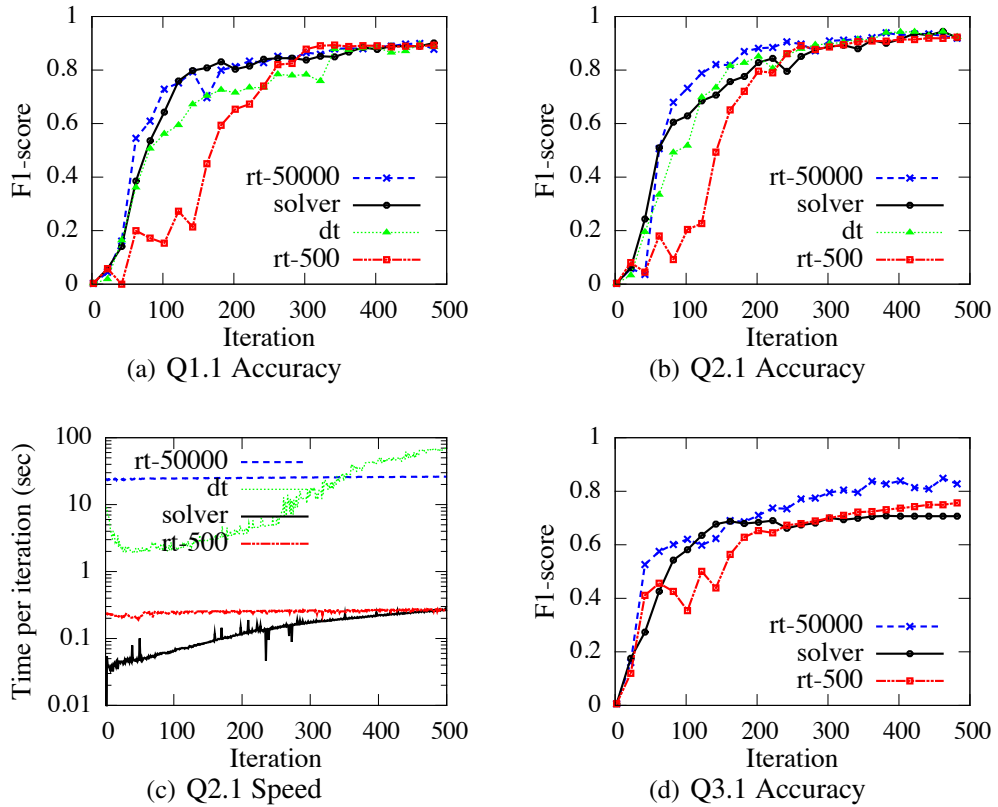 1
0.8
0.6
0.4
0.2
0
F1-score
rt-50000
solver
dt
rt-500
0 100 200 300 400 500
Iteration
(a) Q1.1 Accuracy
1
0.8
0.6
0.4
0.2
0
F1-score
rt-50000
solver
dt
rt-500
0 100 200 300 400 500
Iteration
(b) Q2.1 Accuracy
100
10
1
0.1
0.01
Time per iteration (sec)
rt-50000
dt
solver
rt-500
0 100 200 300 400 500
Iteration
(c) Q2.1 Speed
1
0.8
0.6
0.4
0.2
0
F1-score
rt-50000
solver
rt-500
0 100 200 300 400 500
Iteration
(d) Q3.1 Accuracy